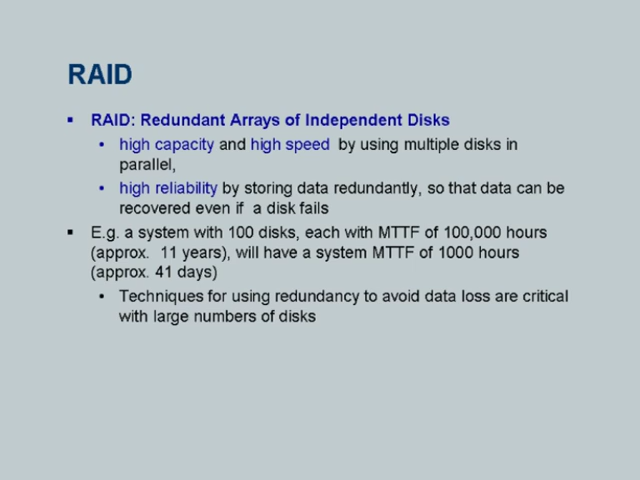 RAID
▪ RAID: Redundant Arrays of Independent Disks
• high capacity and high speed by using multiple disks in
parallel,
• high reliability by storing data redundantly, so that data can be
recovered even if a disk fails
▪ E.g. a system with 100 disks, each with MTTF of 100,000 hours
(approx. 11 years), will have a system MTTF of 1000 hours
(approx. 41 days)
• Techniques for using redundancy to avoid data loss are critical
with large numbers of disks